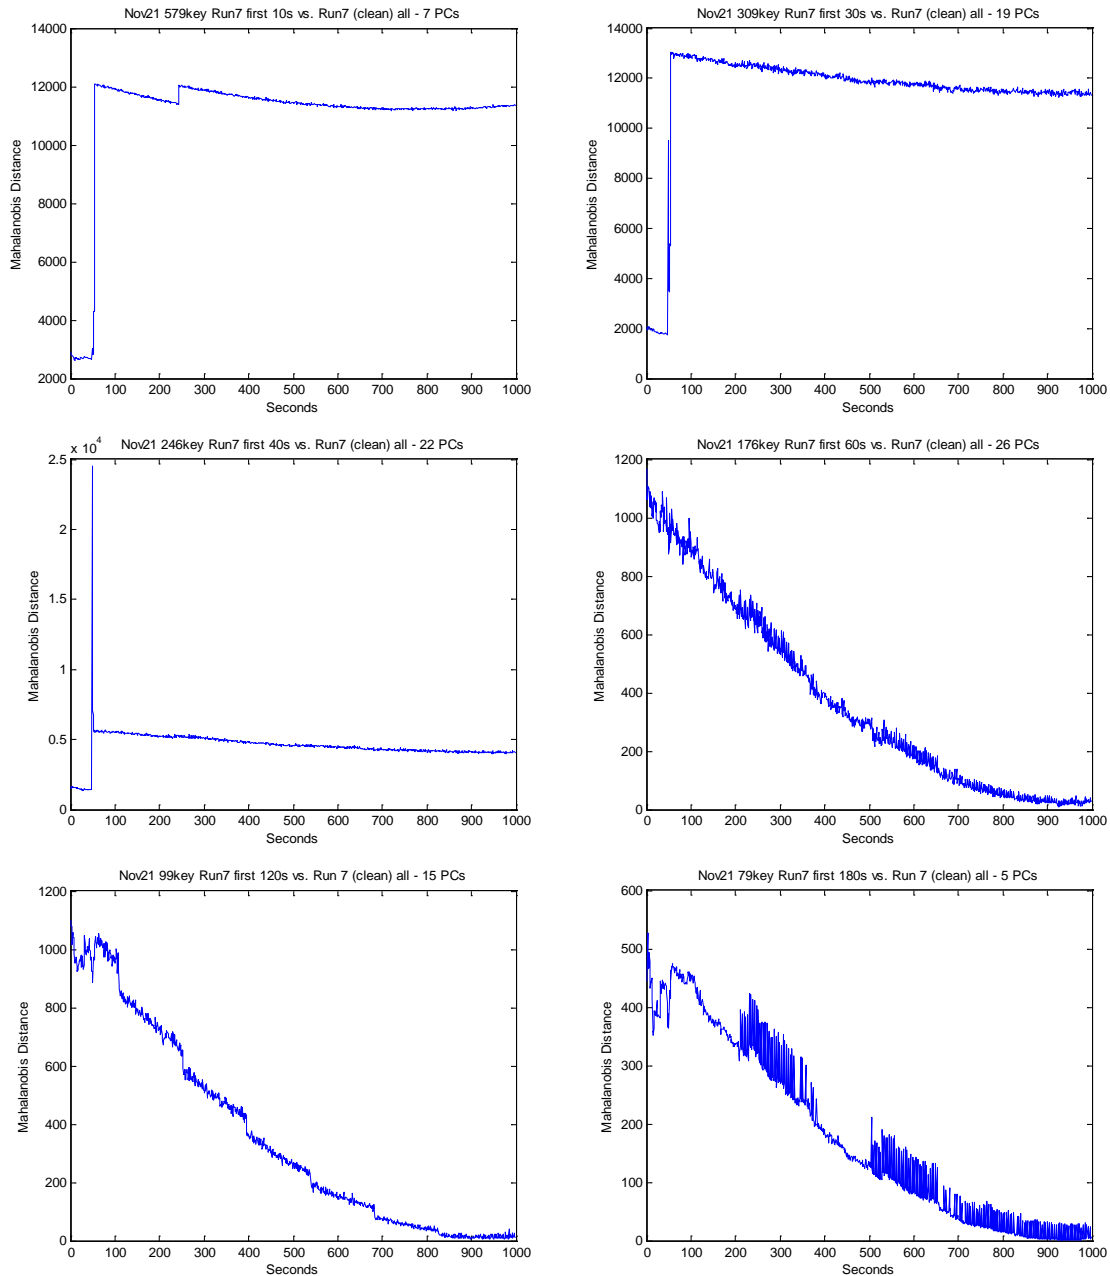 Nov21 579key Run7 first 10s vs. Run7 (clean) all - 7 PCs
14000
12000
10000
8000
6000
4000
2000
Mahalanobis Distance
0 100 200 300 400 500 600 700 800 900 1000
Seconds
Nov21 309key Run7 first 30s vs. Run7 (clean) all - 19 PCs
14000
12000
10000
8000
6000
4000
2000
0
Mahalanobis Distance
0 100 200 300 400 500 600 700 800 900 1000
Seconds
Nov21 246key Run7 first 40s vs. Run7 (clean) all - 22 PCs
x 10^4
2.5
2
1.5
1
0.5
0
Mahalanobis Distance
0 100 200 300 400 500 600 700 800 900 1000
Seconds
Nov21 176key Run7 first 60s vs. Run7 (clean) all - 26 PCs
1200
1000
800
600
400
200
0
Mahalanobis Distance
0 100 200 300 400 500 600 700 800 900 1000
Seconds
Nov21 99key Run7 first 120s vs. Run 7 (clean) all - 15 PCs
1200
1000
800
600
400
200
0
Mahalanobis Distance
0 100 200 300 400 500 600 700 800 900 1000
Seconds
Nov21 79key Run7 first 180s vs. Run 7 (clean) all - 5 PCs
600
500
400
300
200
100
0
Mahalanobis Distance
0 100 200 300 400 500 600 700 800 900 1000
Seconds